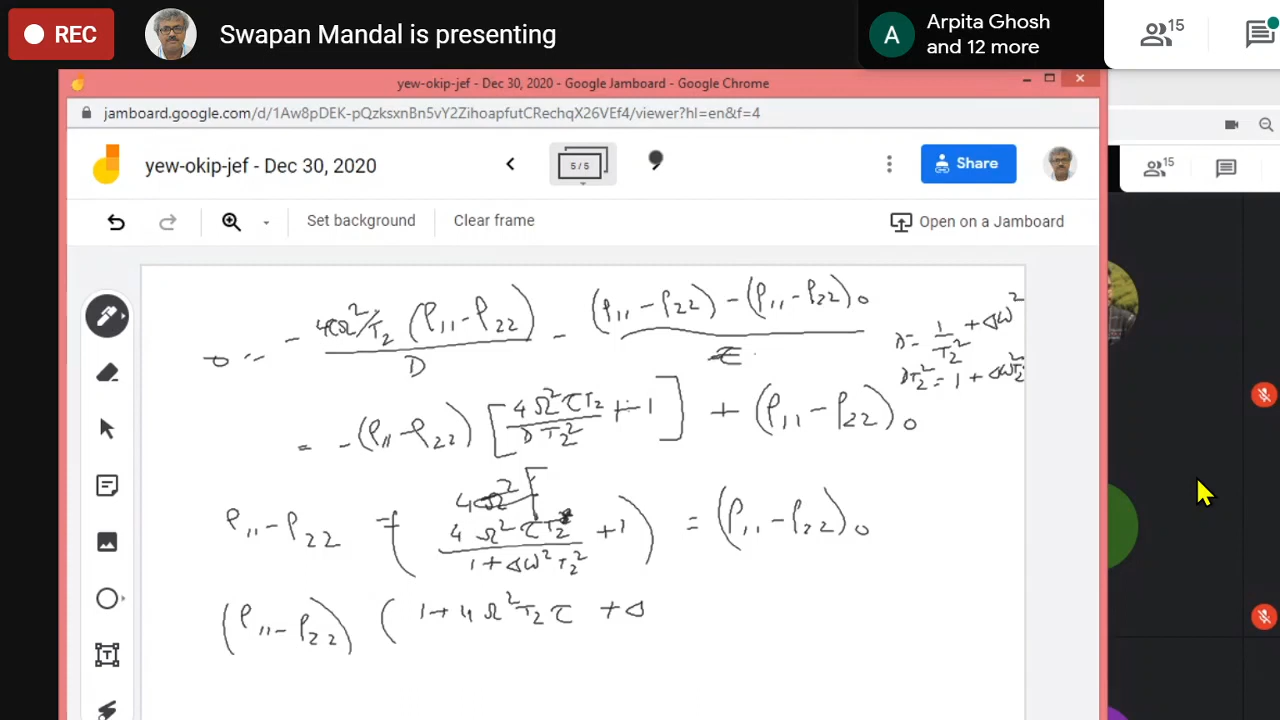 REC
Swapan Mandal is presenting
A
Arpita Ghosh
and 12 more
15
yew-okip-jef - Dec 30, 2020 - Google Jamboard - Google Chrome
jamboard.google.com/d/1Aw8pDEK-pQzksxnBn5vY2ZihoapfutCRechqX26VEf4/viewer?hl=en&f=4
yew-okip-jef - Dec 30, 2020
5 / 5
Share
15
Set background
Clear frame
Open on a Jamboard
0 = - 4Ω²/T₂ (ρ₁₁-ρ₂₂) / D - (ρ₁₁-ρ₂₂) - (ρ₁₁-ρ₂₂)₀ / τ
D = 1/T₂² + Δω²
DT₂² = 1 + Δω²T₂²
= -(ρ₁₁-ρ₂₂) [ 4Ω²τT₂ / D T₂² + 1 ] + (ρ₁₁-ρ₂₂)₀
ρ₁₁-ρ₂₂ ( 4Ω²τT₂ / 1+Δω²T₂² + 1 ) = (ρ₁₁-ρ₂₂)₀
(ρ₁₁-ρ₂₂) ( 1+4Ω²T₂τ + Δ